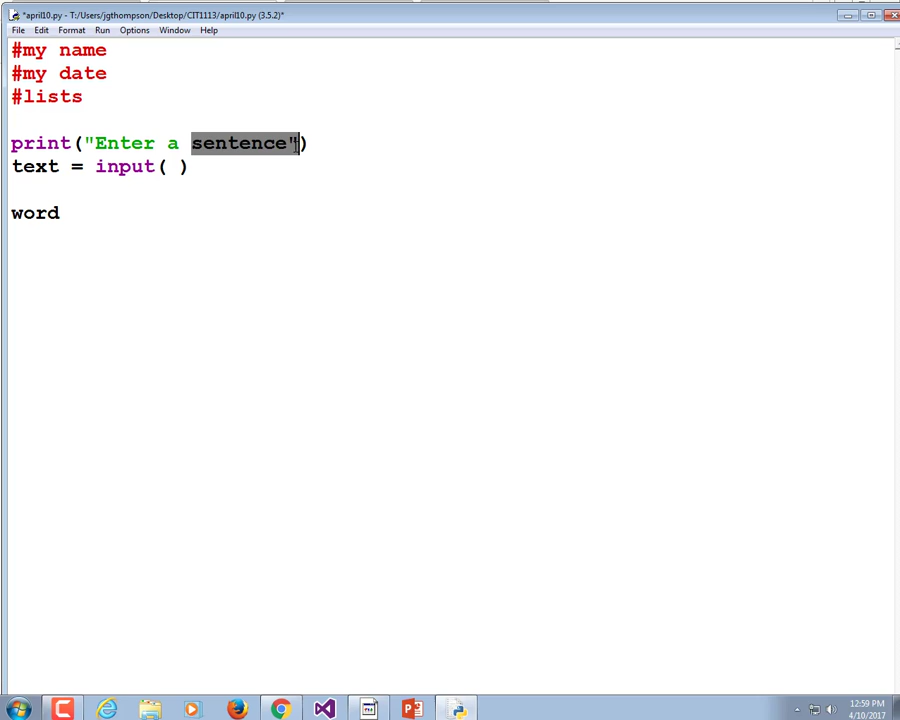 *april10.py - T:/Users/jgthompson/Desktop/CIT1113/april10.py (3.5.2)*
File Edit Format Run Options Window Help
#my name
#my date
#lists
print("Enter a sentence")
text = input( )
word
12:59 PM
4/10/2017